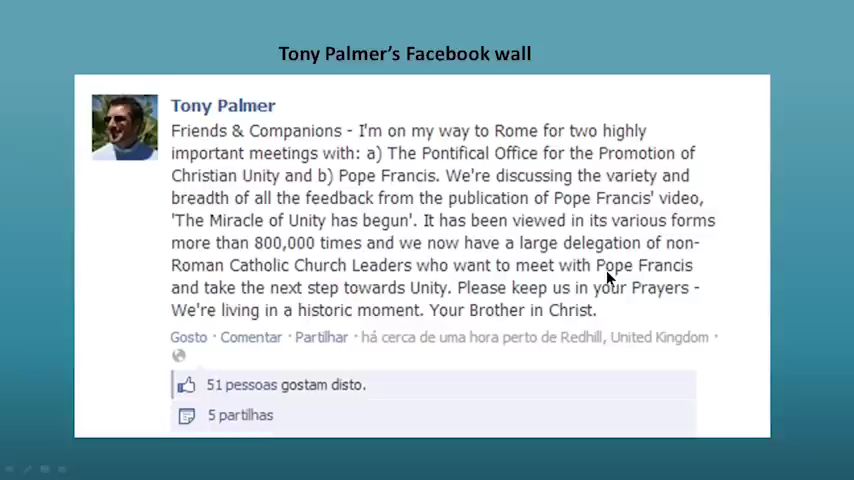 Tony Palmer's Facebook wall
Tony Palmer
Friends & Companions - I'm on my way to Rome for two highly
important meetings with: a) The Pontifical Office for the Promotion of
Christian Unity and b) Pope Francis. We're discussing the variety and
breadth of all the feedback from the publication of Pope Francis' video,
'The Miracle of Unity has begun'. It has been viewed in its various forms
more than 800,000 times and we now have a large delegation of non-
Roman Catholic Church Leaders who want to meet with Pope Francis
and take the next step towards Unity. Please keep us in your Prayers -
We're living in a historic moment. Your Brother in Christ.
Gosto · Comentar · Partilhar · há cerca de uma hora perto de Redhill, United Kingdom ·
51 pessoas gostam disto.
5 partilhas